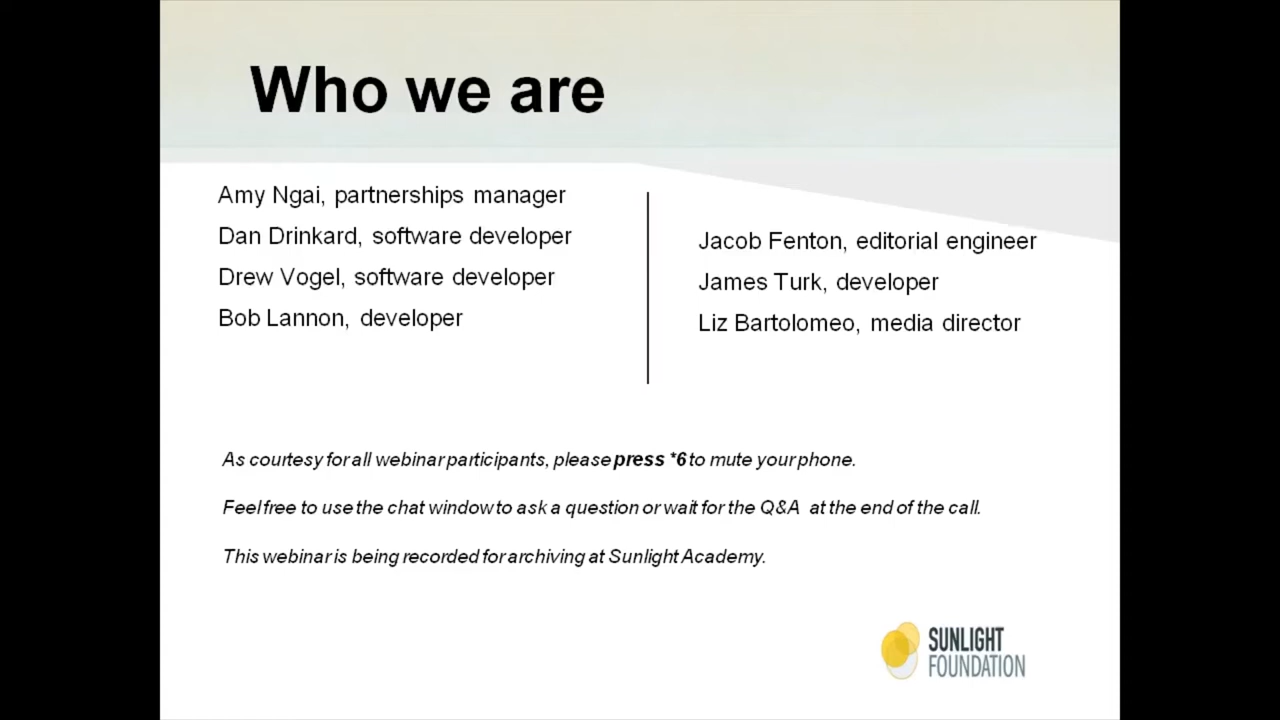 Who we are
Amy Ngai, partnerships manager
Dan Drinkard, software developer
Drew Vogel, software developer
Bob Lannon, developer
Jacob Fenton, editorial engineer
James Turk, developer
Liz Bartolomeo, media director
As courtesy for all webinar participants, please press *6 to mute your phone.
Feel free to use the chat window to ask a question or wait for the Q&A at the end of the call.
This webinar is being recorded for archiving at Sunlight Academy.
SUNLIGHT
FOUNDATION